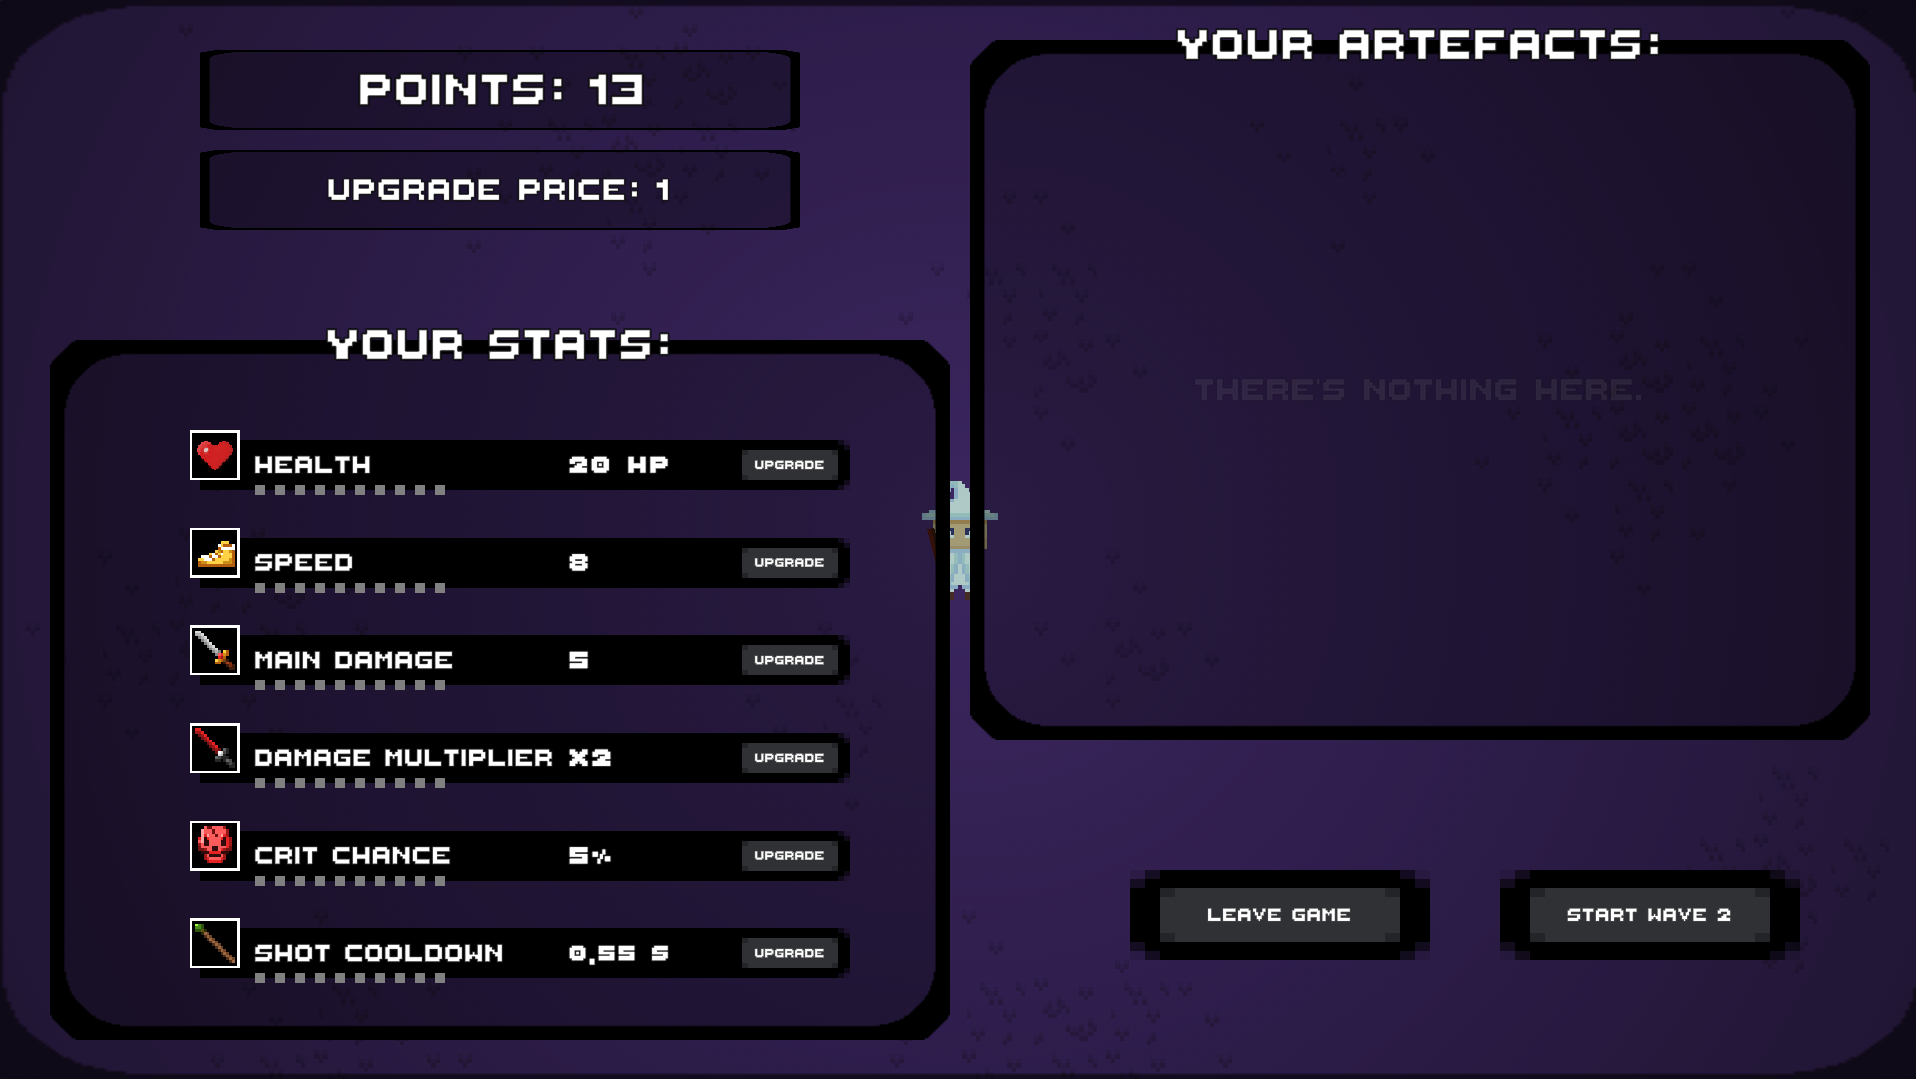 POINTS: 13
UPGRADE PRICE: 1
YOUR STATS:
HEALTH 20 HP UPGRADE
SPEED 8 UPGRADE
MAIN DAMAGE 5 UPGRADE
DAMAGE MULTIPLIER X2 UPGRADE
CRIT CHANCE 5% UPGRADE
SHOT COOLDOWN 0,55 S UPGRADE
YOUR ARTEFACTS:
THERE'S NOTHING HERE.
LEAVE GAME
START WAVE 2